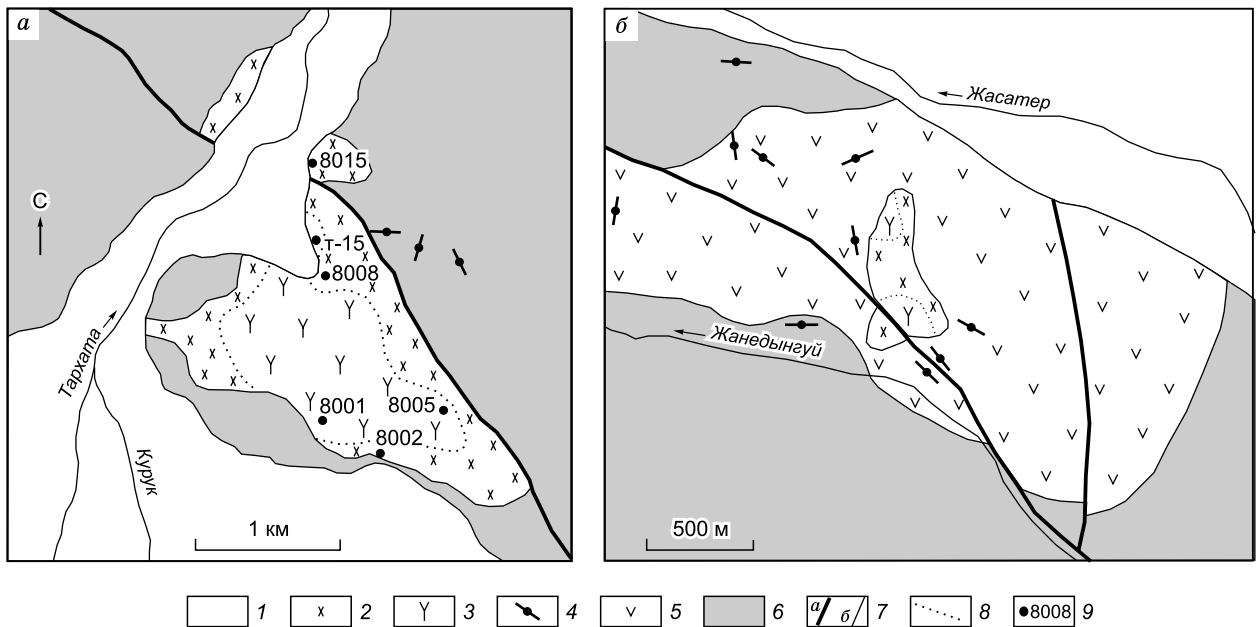 а
б
С
Жасатер
8015
т-15
8008
Тархата
Жанедынгуй
8005
8001
8002
Курук
1 км
500 м
1
2
3
4
5
6
а
б
7
8
8008
9